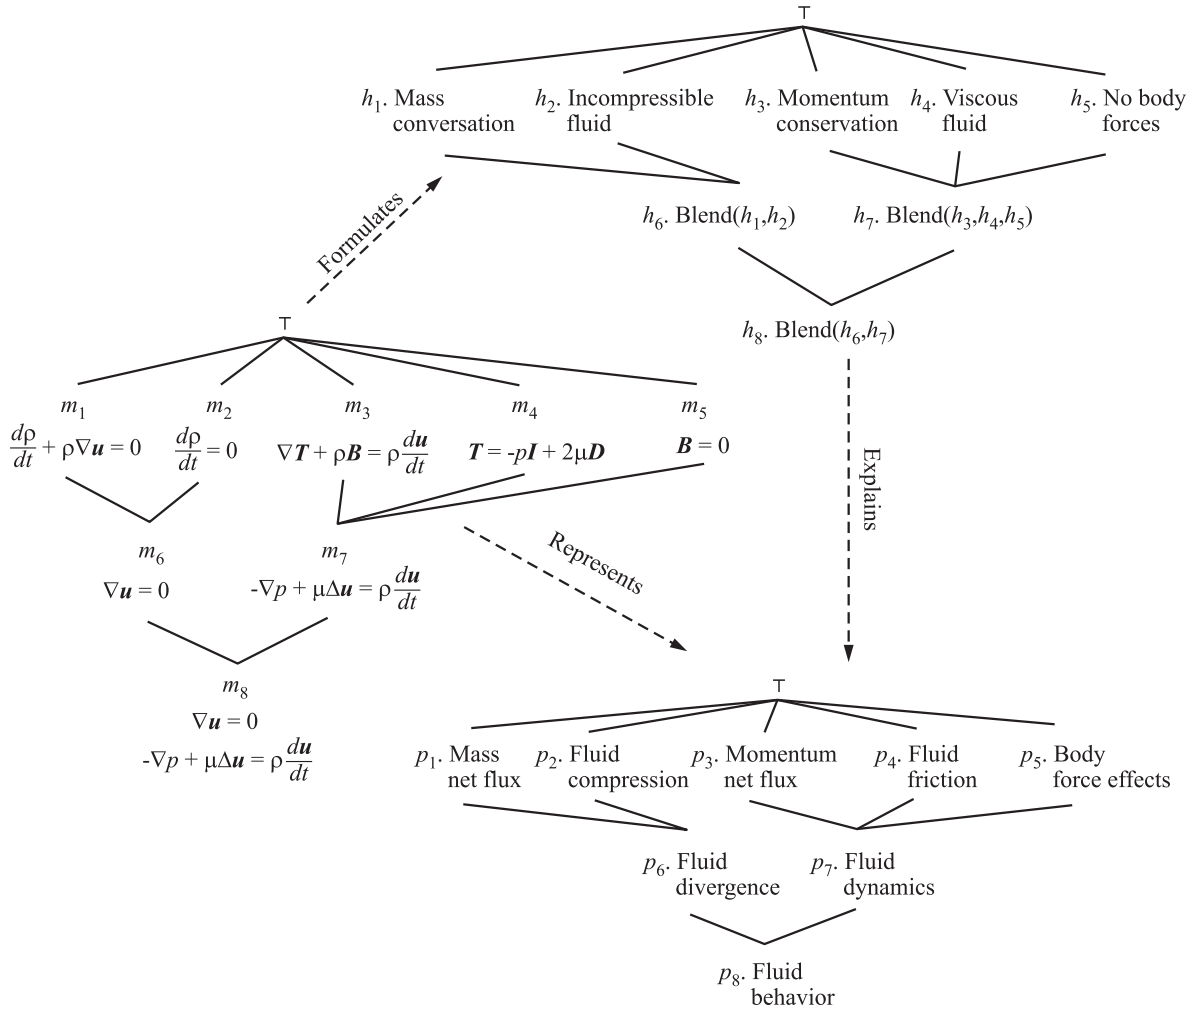 ⊤
h₁. Mass conversation
h₂. Incompressible fluid
h₃. Momentum conservation
h₄. Viscous fluid
h₅. No body forces
h₆. Blend(h₁,h₂)
h₇. Blend(h₃,h₄,h₅)
h₈. Blend(h₆,h₇)
Formulates
⊤
m₁
dρ/dt + ρ∇u = 0
m₂
dρ/dt = 0
m₃
∇T + ρB = ρ du/dt
m₄
T = -pI + 2μD
m₅
B = 0
m₆
∇u = 0
m₇
-∇p + μΔu = ρ du/dt
m₈
∇u = 0
-∇p + μΔu = ρ du/dt
Represents
Explains
⊤
p₁. Mass net flux
p₂. Fluid compression
p₃. Momentum net flux
p₄. Fluid friction
p₅. Body force effects
p₆. Fluid divergence
p₇. Fluid dynamics
p₈. Fluid behavior